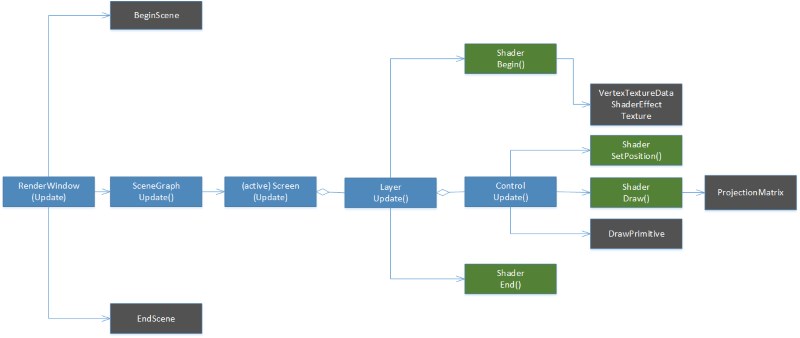 BeginScene
Shader
Begin()
VertexTextureData
ShaderEffect
Texture
Shader
SetPosition()
RenderWindow
(Update)
SceneGraph
Update()
(active) Screen
(Update)
Layer
Update()
Control
Update()
Shader
Draw()
ProjectionMatrix
DrawPrimitive
Shader
End()
EndScene